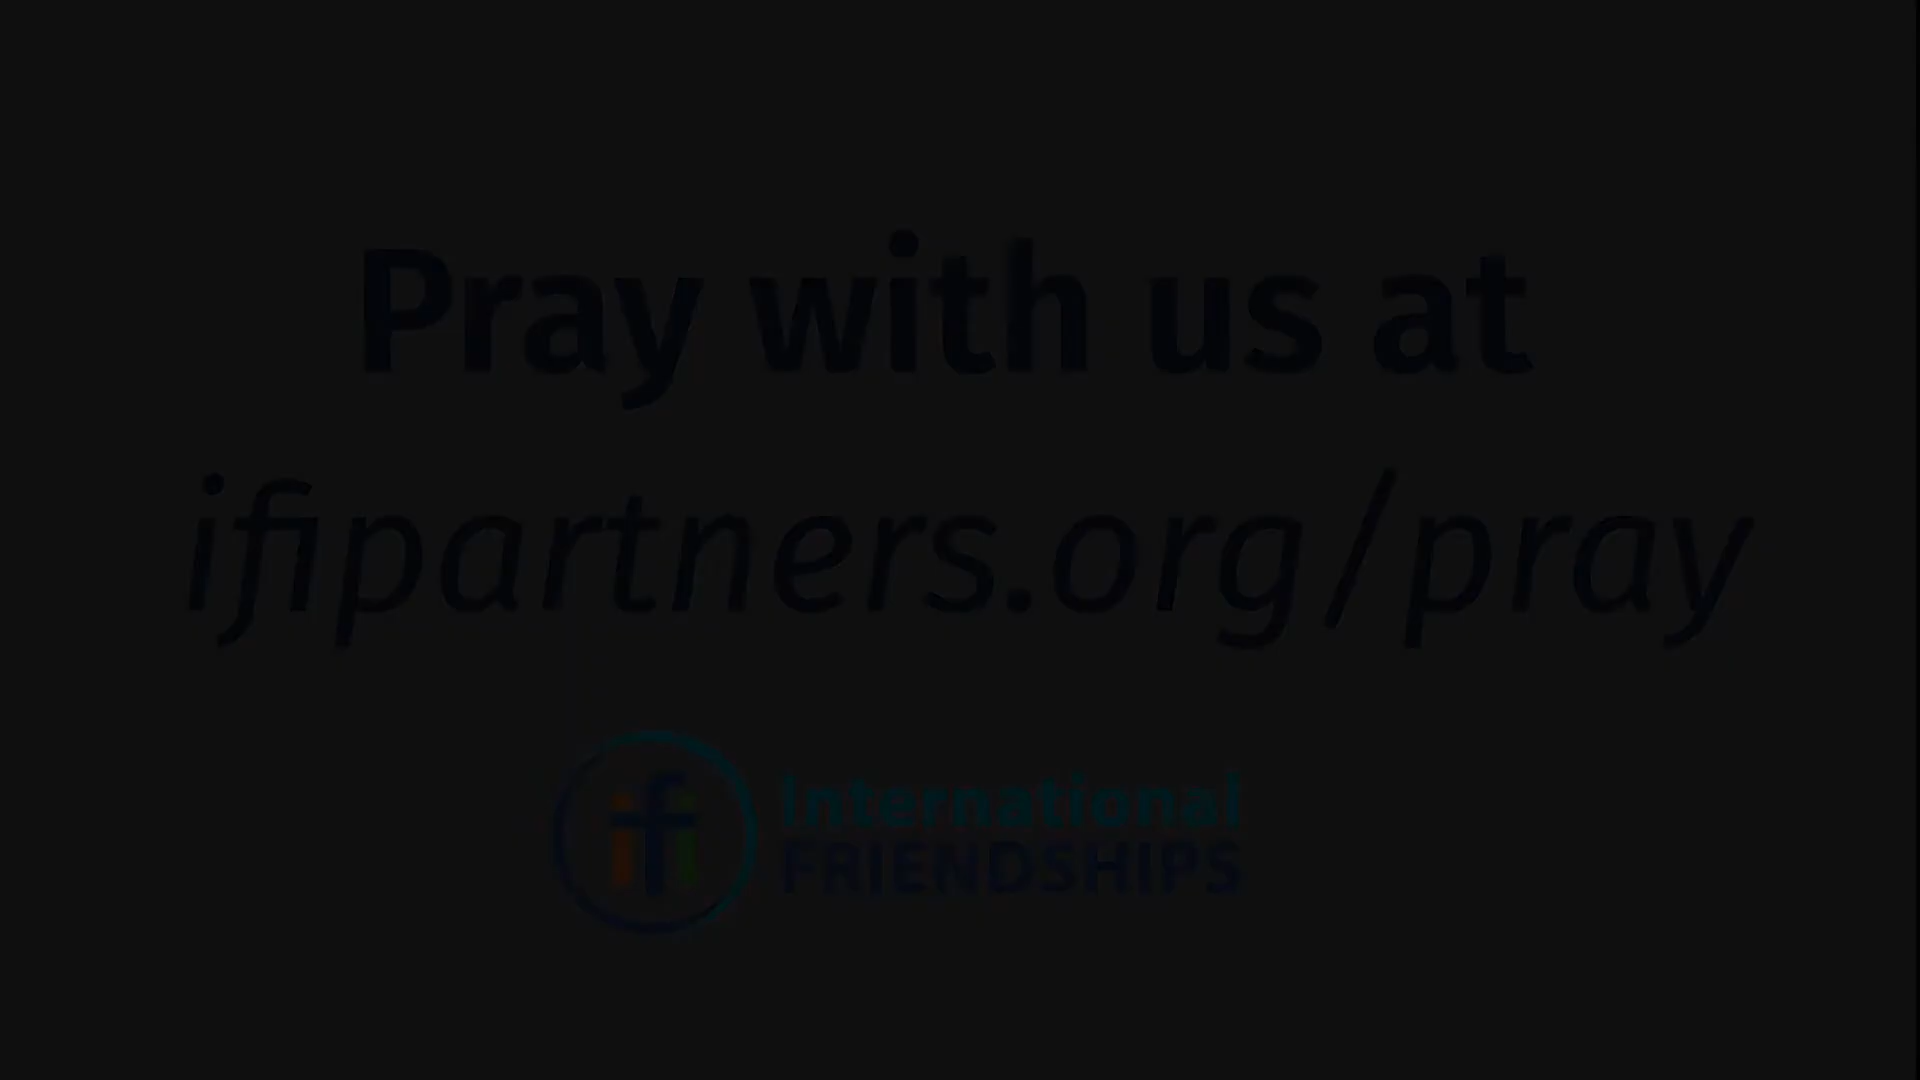 Pray with us at
ifipartners.org/pray
ifi
International
FRIENDSHIPS